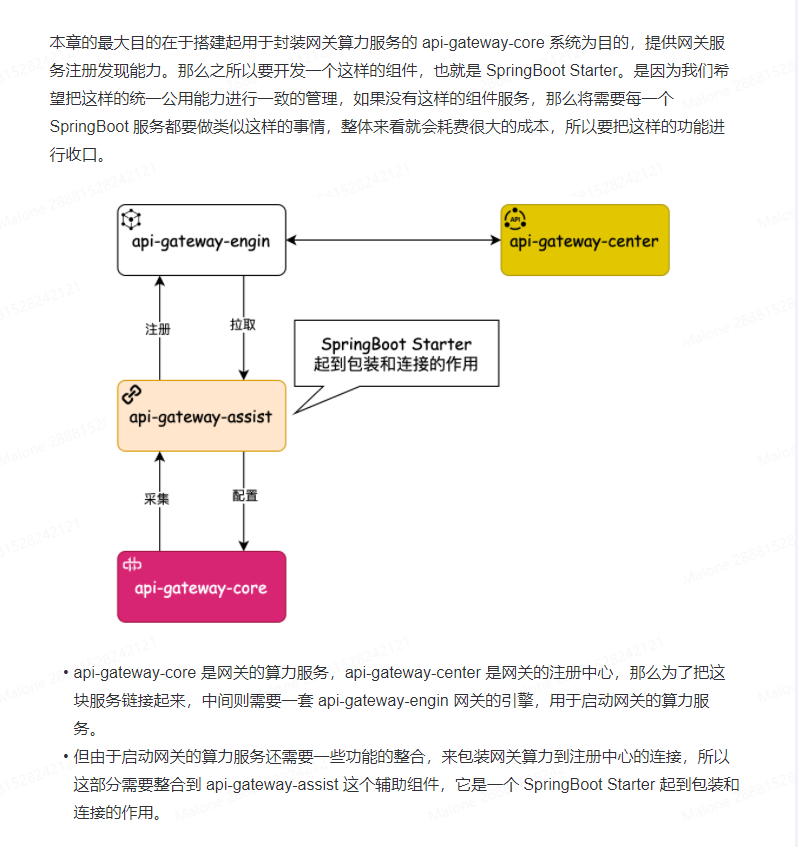 本章的最大目的在于搭建起用于封装网关算力服务的 api-gateway-core 系统为目的，提供网关服
务注册发现能力。那么之所以要开发一个这样的组件，也就是 SpringBoot Starter。是因为我们希
望把这样的统一公用能力进行一致的管理，如果没有这样的组件服务，那么将需要每一个
SpringBoot 服务都要做类似这样的事情，整体来看就会耗费很大的成本，所以要把这样的功能进
行收口。
api-gateway-engin
API
api-gateway-center
注册
拉取
SpringBoot Starter
起到包装和连接的作用
api-gateway-assist
采集
配置
api-gateway-core
• api-gateway-core 是网关的算力服务，api-gateway-center 是网关的注册中心，那么为了把这
块服务链接起来，中间则需要一套 api-gateway-engin 网关的引擎，用于启动网关的算力服
务。
• 但由于启动网关的算力服务还需要一些功能的整合，来包装网关算力到注册中心的连接，所以
这部分需要整合到 api-gateway-assist 这个辅助组件，它是一个 SpringBoot Starter 起到包装和
连接的作用。
Malone 28881528242121